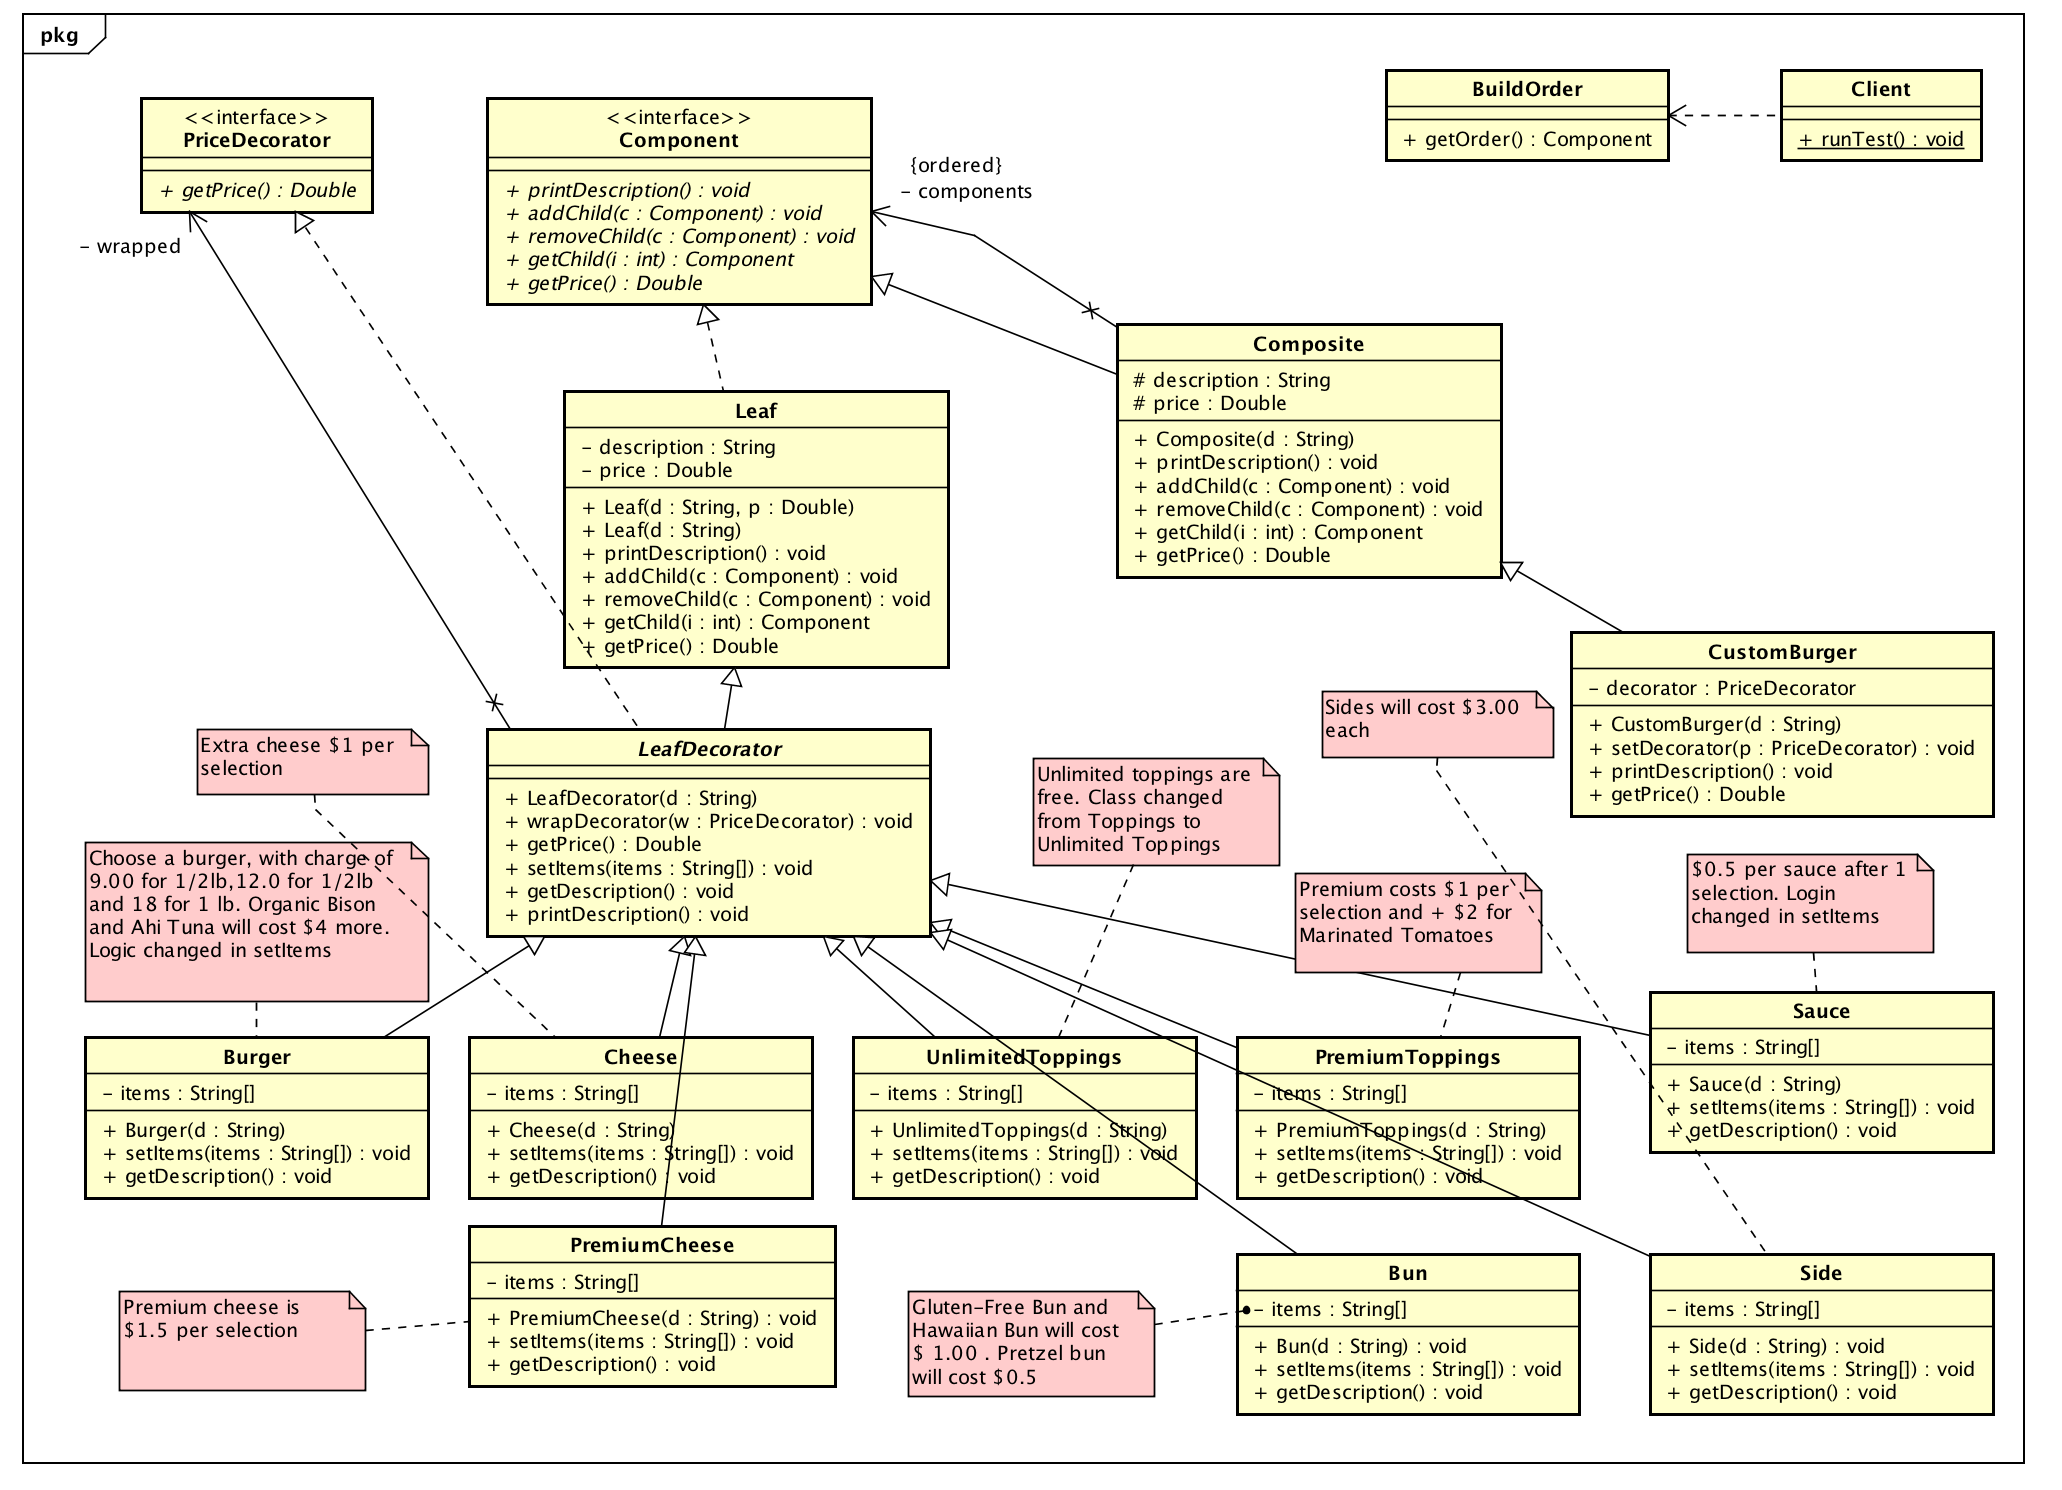 pkg
<<interface>>
PriceDecorator
+ getPrice() : Double
– wrapped
<<interface>>
Component
+ printDescription() : void
+ addChild(c : Component) : void
+ removeChild(c : Component) : void
+ getChild(i : int) : Component
+ getPrice() : Double
{ordered}
– components
BuildOrder
+ getOrder() : Component
Client
+ runTest() : void
Composite
# description : String
# price : Double
+ Composite(d : String)
+ printDescription() : void
+ addChild(c : Component) : void
+ removeChild(c : Component) : void
+ getChild(i : int) : Component
+ getPrice() : Double
Leaf
– description : String
– price : Double
+ Leaf(d : String, p : Double)
+ Leaf(d : String)
+ printDescription() : void
+ addChild(c : Component) : void
+ removeChild(c : Component) : void
+ getChild(i : int) : Component
+ getPrice() : Double
CustomBurger
– decorator : PriceDecorator
+ CustomBurger(d : String)
+ setDecorator(p : PriceDecorator) : void
+ printDescription() : void
+ getPrice() : Double
Sides will cost $3.00
each
Extra cheese $1 per
selection
LeafDecorator
+ LeafDecorator(d : String)
+ wrapDecorator(w : PriceDecorator) : void
+ getPrice() : Double
+ setItems(items : String[]) : void
+ getDescription() : void
+ printDescription() : void
Unlimited toppings are
free. Class changed
from Toppings to
Unlimited Toppings
Choose a burger, with charge of
9.00 for 1/2lb,12.0 for 1/2lb
and 18 for 1 lb. Organic Bison
and Ahi Tuna will cost $4 more.
Logic changed in setItems
Premium costs $1 per
selection and + $2 for
Marinated Tomatoes
$0.5 per sauce after 1
selection. Login
changed in setItems
Sauce
– items : String[]
+ Sauce(d : String)
+ setItems(items : String[]) : void
+ getDescription() : void
Burger
– items : String[]
+ Burger(d : String)
+ setItems(items : String[]) : void
+ getDescription() : void
Cheese
– items : String[]
+ Cheese(d : String)
+ setItems(items : String[]) : void
+ getDescription() : void
UnlimitedToppings
– items : String[]
+ UnlimitedToppings(d : String)
+ setItems(items : String[]) : void
+ getDescription() : void
PremiumToppings
– items : String[]
+ PremiumToppings(d : String)
+ setItems(items : String[]) : void
+ getDescription() : void
PremiumCheese
– items : String[]
+ PremiumCheese(d : String) : void
+ setItems(items : String[]) : void
+ getDescription() : void
Premium cheese is
$1.5 per selection
Gluten–Free Bun and
Hawaiian Bun will cost
$ 1.00 . Pretzel bun
will cost $0.5
Bun
– items : String[]
+ Bun(d : String) : void
+ setItems(items : String[]) : void
+ getDescription() : void
Side
– items : String[]
+ Side(d : String) : void
+ setItems(items : String[]) : void
+ getDescription() : void